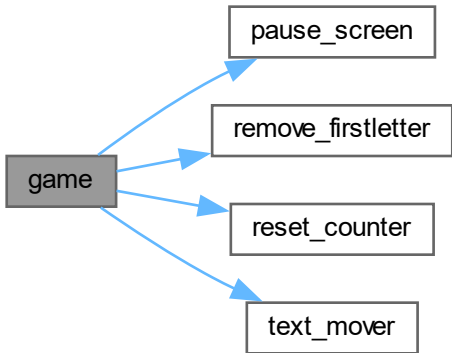 pause_screen
remove_firstletter
game
reset_counter
text_mover